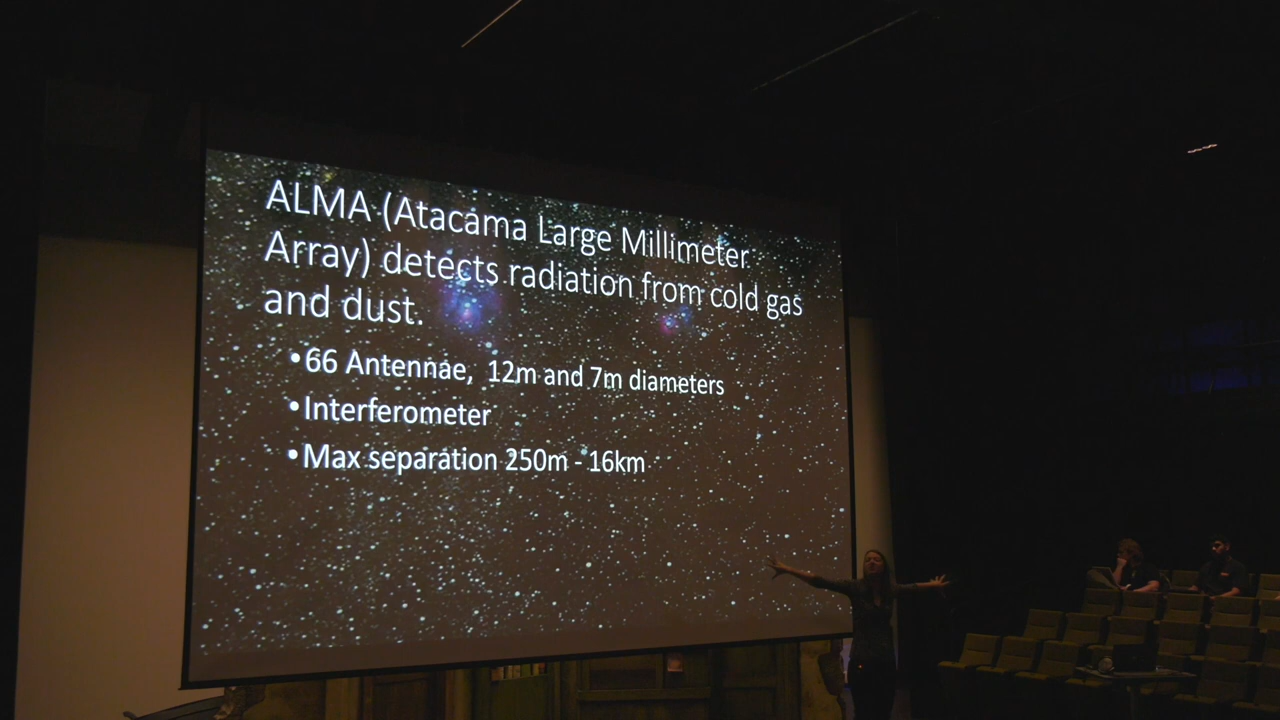 ALMA (Atacama Large Millimeter
Array) detects radiation from cold gas
and dust.
•66 Antennae, 12m and 7m diameters
•Interferometer
•Max separation 250m - 16km